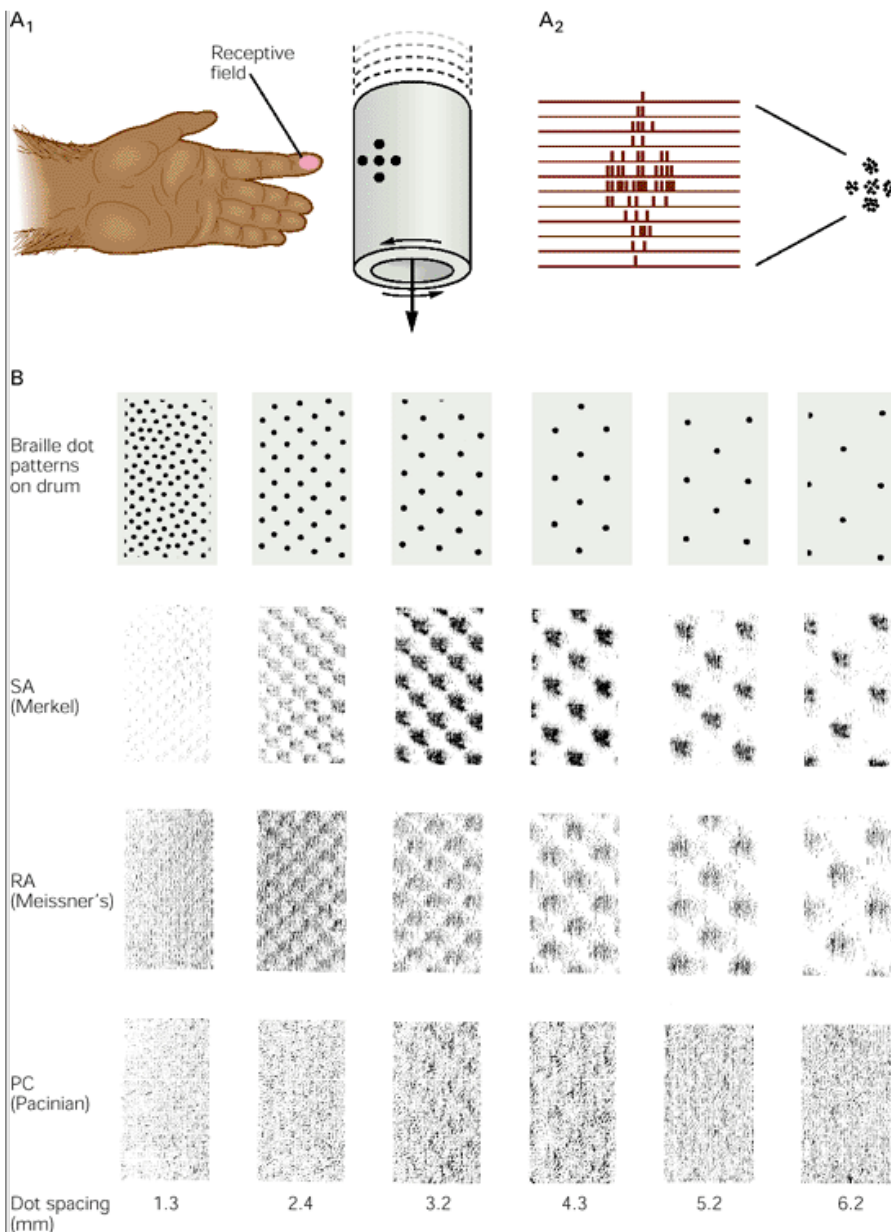 A1
Receptive
field
A2
B
Braille dot
patterns
on drum
SA
(Merkel)
RA
(Meissner's)
PC
(Pacinian)
Dot spacing 1.3 2.4 3.2 4.3 5.2 6.2
(mm)